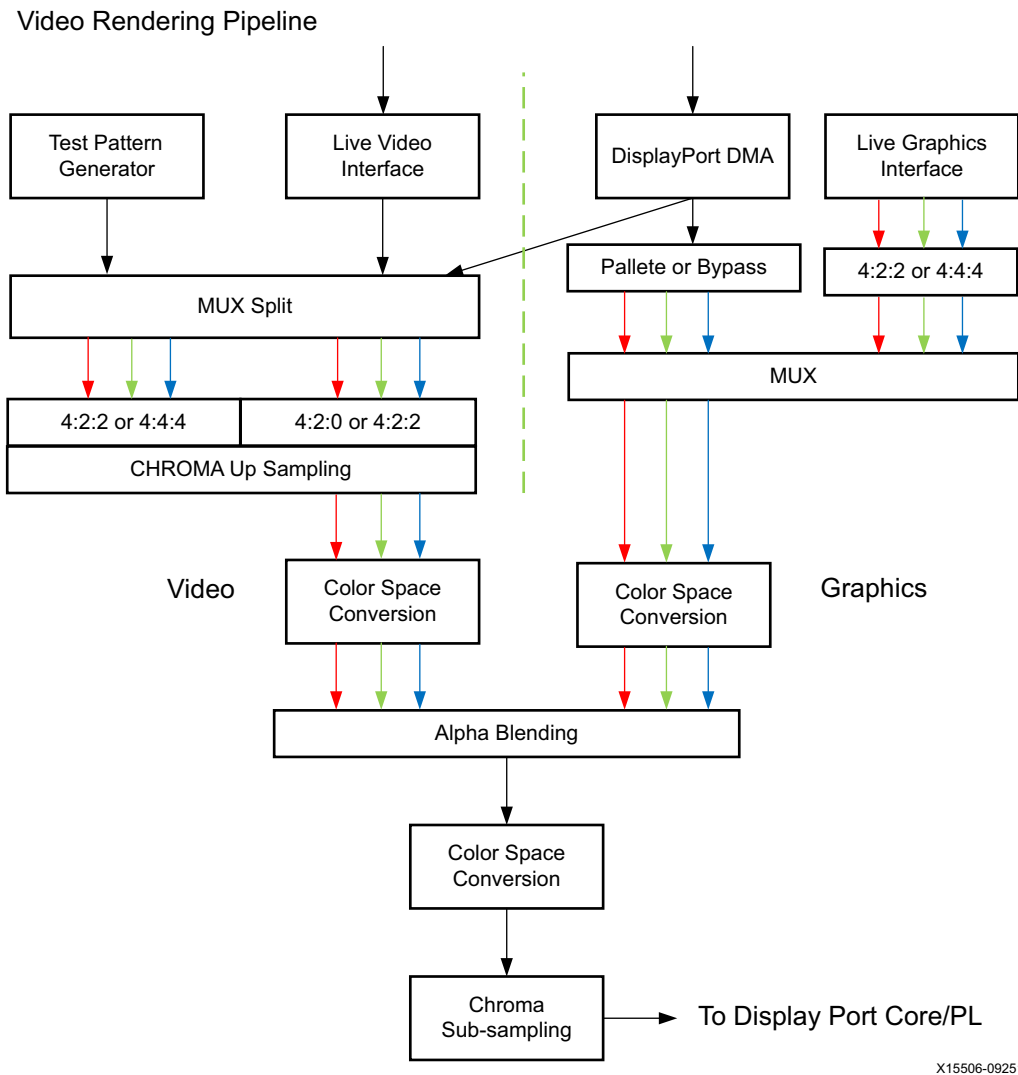 Video Rendering Pipeline
Test Pattern
Generator
Live Video
Interface
DisplayPort DMA
Live Graphics
Interface
Pallete or Bypass
4:2:2 or 4:4:4
MUX Split
MUX
4:2:2 or 4:4:4
4:2:0 or 4:2:2
CHROMA Up Sampling
Video
Color Space
Conversion
Color Space
Conversion
Graphics
Alpha Blending
Color Space
Conversion
Chroma
Sub-sampling
To Display Port Core/PL
X15506-0925